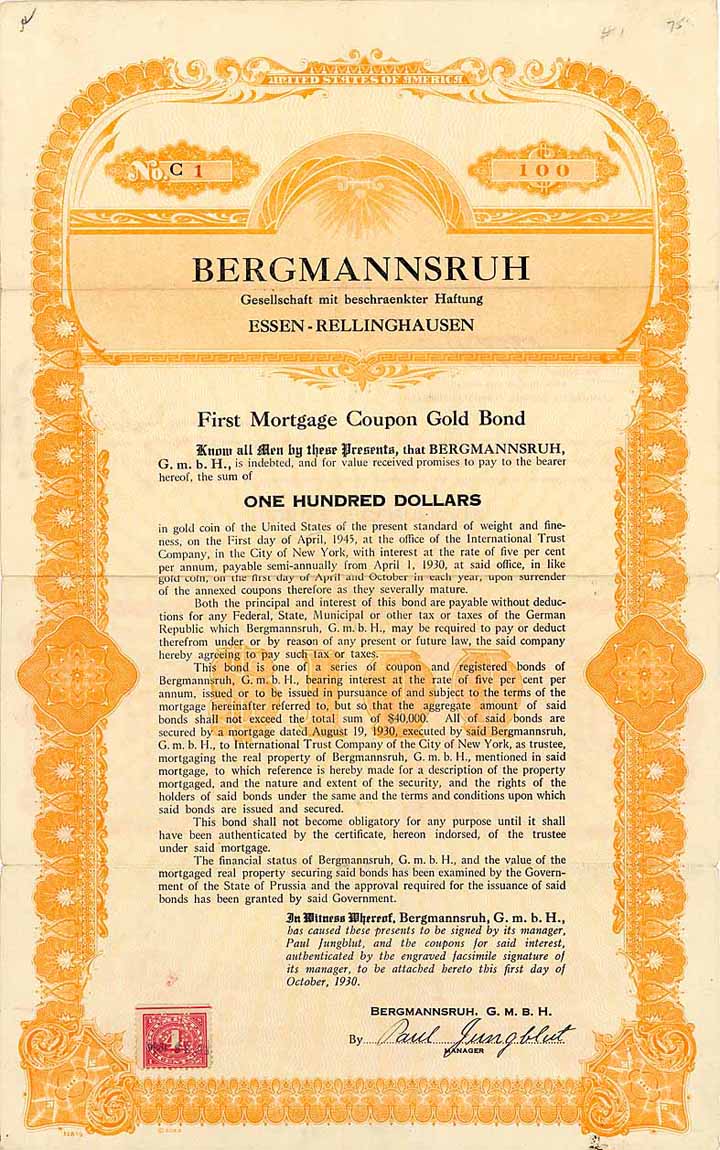 # 1 75
UNITED STATES OF AMERICA
No. C 1
100
BERGMANNSRUH
Gesellschaft mit beschraenkter Haftung
ESSEN - RELLINGHAUSEN
First Mortgage Coupon Gold Bond
Know all Men by these Presents, that BERGMANNSRUH,
G. m. b. H., is indebted, and for value received promises to pay to the bearer
hereof, the sum of
ONE HUNDRED DOLLARS
in gold coin of the United States of the present standard of weight and fine-
ness, on the First day of April, 1945, at the office of the International Trust
Company, in the City of New York, with interest at the rate of five per cent
per annum, payable semi-annually from April 1, 1930, at said office, in like
gold coin, on the first day of April and October in each year, upon surrender
of the annexed coupons therefore as they severally mature.
Both the principal and interest of this bond are payable without deduc-
tions for any Federal, State, Municipal or other tax or taxes of the German
Republic which Bergmannsruh, G. m. b. H., may be required to pay or deduct
therefrom under or by reason of any present or future law, the said company
hereby agreeing to pay such tax or taxes.
This bond is one of a series of coupon and registered bonds of
Bergmannsruh, G. m. b. H., bearing interest at the rate of five per cent per
annum, issued or to be issued in pursuance of and subject to the terms of the
mortgage hereinafter referred to, but so that the aggregate amount of said
bonds shall not exceed the total sum of $40,000. All of said bonds are
secured by a mortgage dated August 19, 1930, executed by said Bergmannsruh,
G. m. b. H., to International Trust Company of the City of New York, as trustee,
mortgaging the real property of Bergmannsruh, G. m. b. H., mentioned in said
mortgage, to which reference is hereby made for a description of the property
mortgaged, and the nature and extent of the security, and the rights of the
holders of said bonds under the same and the terms and conditions upon which
said bonds are issued and secured.
This bond shall not become obligatory for any purpose until it shall
have been authenticated by the certificate, hereon indorsed, of the trustee
under said mortgage.
The financial status of Bergmannsruh, G. m. b. H., and the value of the
mortgaged real property securing said bonds has been examined by the Govern-
ment of the State of Prussia and the approval required for the issuance of said
bonds has been granted by said Government.
In Witness Whereof, Bergmannsruh, G. m. b. H.,
has caused these presents to be signed by its manager,
Paul Jungblut, and the coupons for said interest,
authenticated by the engraved facsimile signature of
its manager, to be attached hereto this first day of
October, 1930.
BERGMANNSRUH, G. M. B. H.
By Paul Jungblut
MANAGER
4